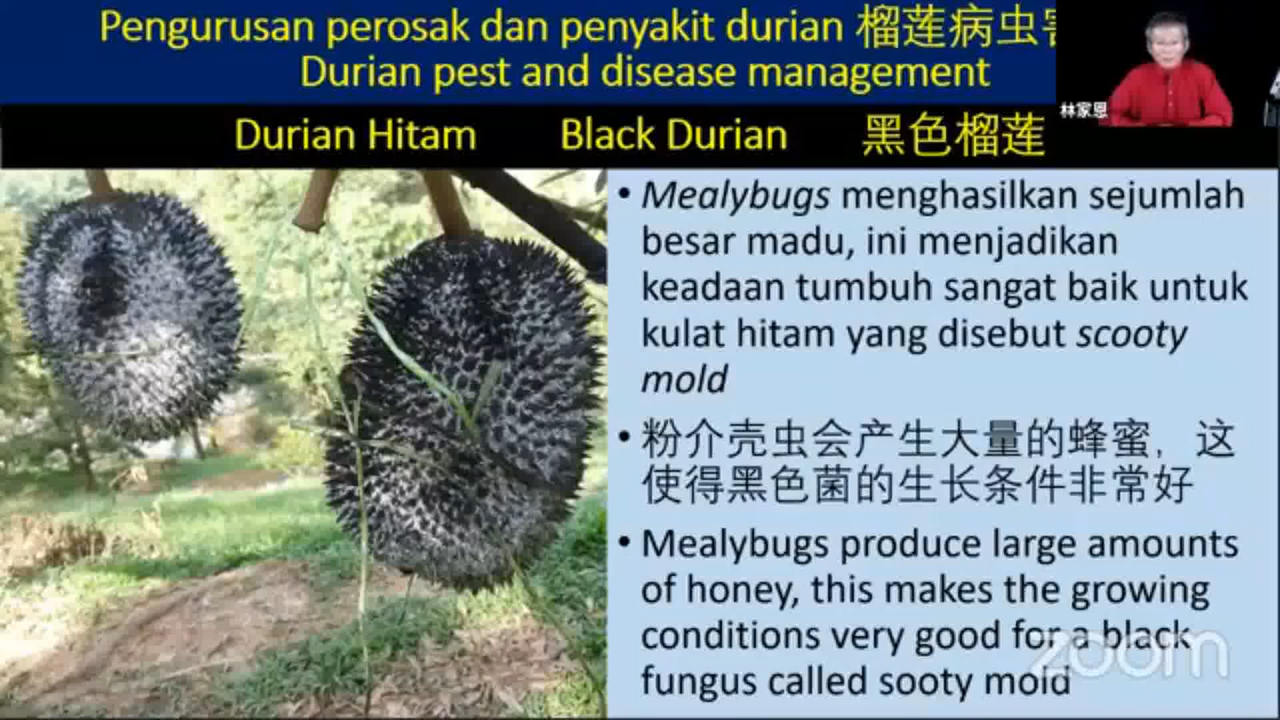 Pengurusan perosak dan penyakit durian 榴莲病虫害
Durian pest and disease management
林家恩
Durian Hitam Black Durian 黑色榴莲
• Mealybugs menghasilkan sejumlah
besar madu, ini menjadikan
keadaan tumbuh sangat baik untuk
kulat hitam yang disebut scooty
mold
• 粉介壳虫会产生大量的蜂蜜，这
使得黑色菌的生长条件非常好
• Mealybugs produce large amounts
of honey, this makes the growing
conditions very good for a black
fungus called sooty mold
zoom